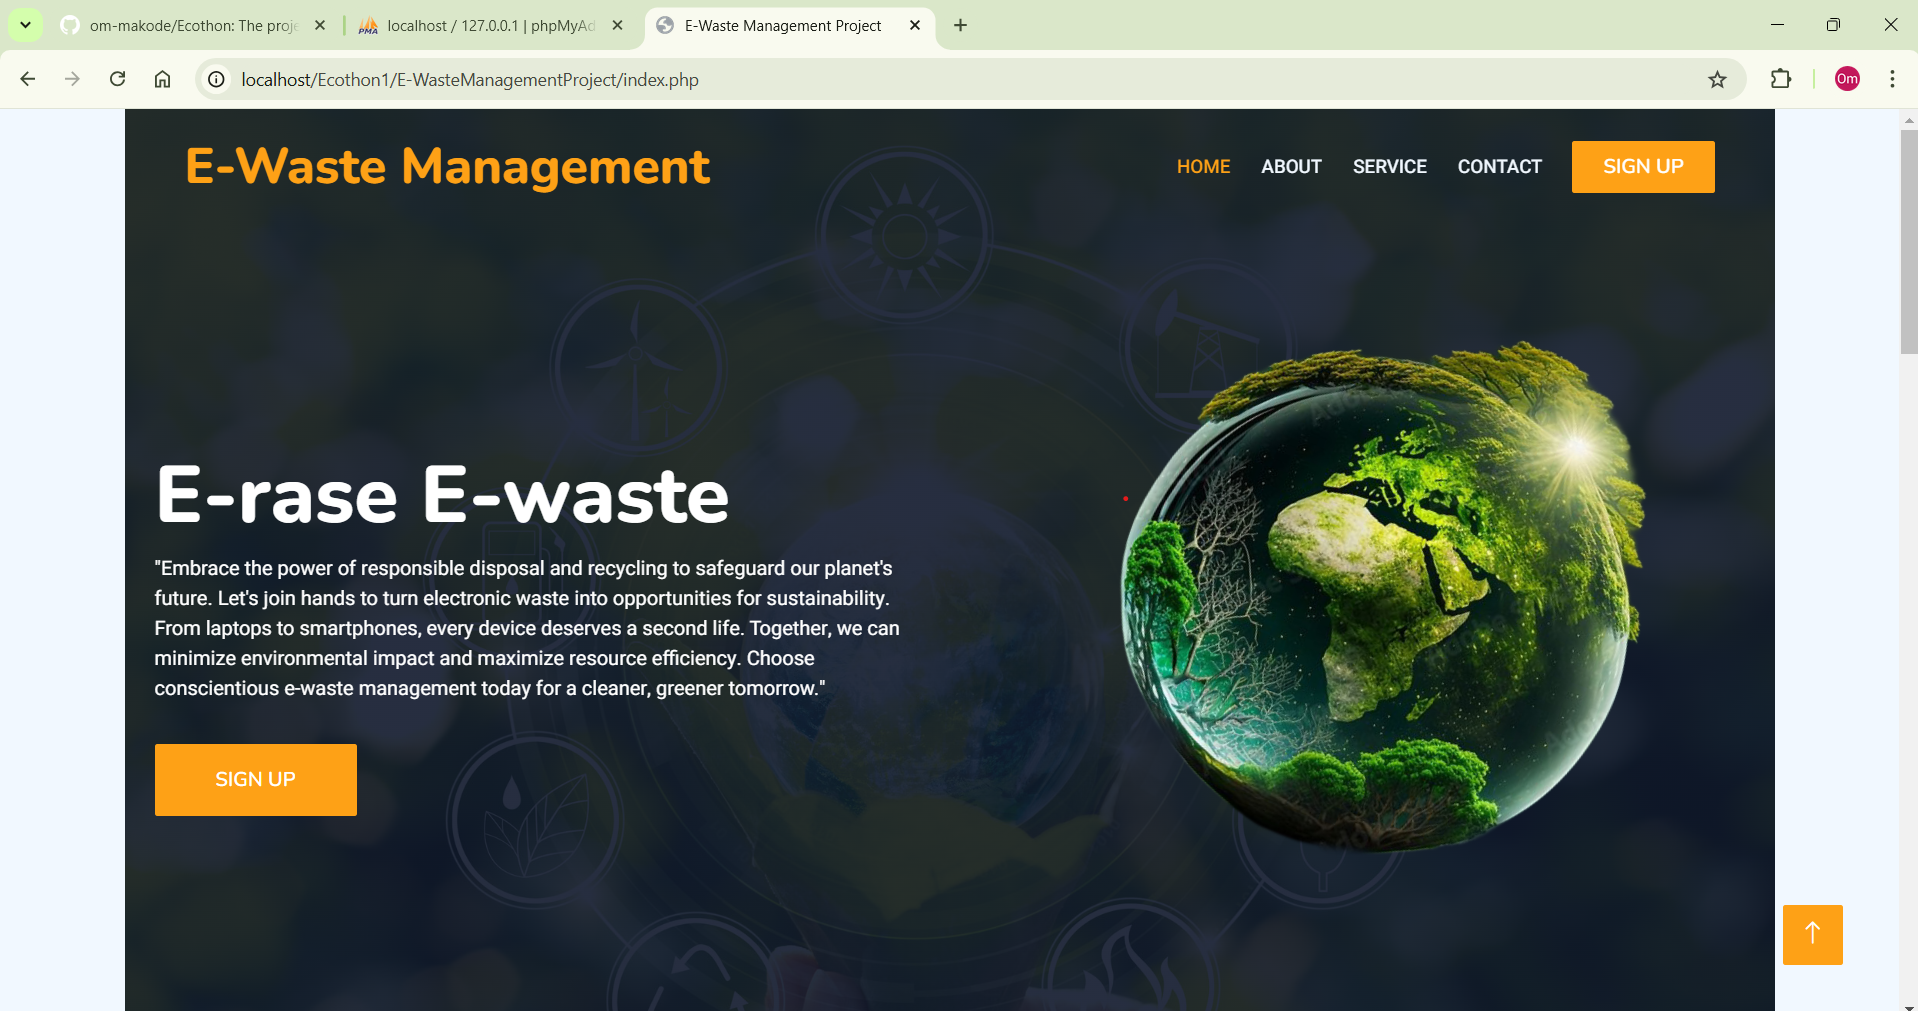 om-makode/Ecothon: The proje
localhost / 127.0.0.1 | phpMyAd
E-Waste Management Project
localhost/Ecothon1/E-WasteManagementProject/index.php
Om
E-Waste Management
HOME ABOUT SERVICE CONTACT SIGN UP
E-rase E-waste
"Embrace the power of responsible disposal and recycling to safeguard our planet's
future. Let's join hands to turn electronic waste into opportunities for sustainability.
From laptops to smartphones, every device deserves a second life. Together, we can
minimize environmental impact and maximize resource efficiency. Choose
conscientious e-waste management today for a cleaner, greener tomorrow."
SIGN UP